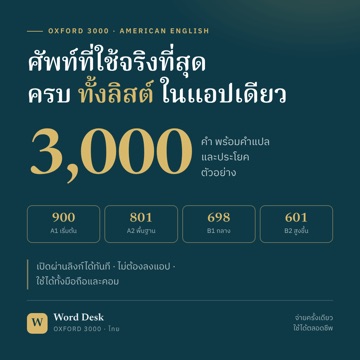 OXFORD 3000 · AMERICAN ENGLISH
ศัพท์ที่ใช้จริงที่สุด
ครบ ทั้งลิสต์ ในแอปเดียว
3,000
คำ พร้อมคำแปล
และประโยค
ตัวอย่าง
900
A1 เริ่มต้น
801
A2 พื้นฐาน
698
B1 กลาง
601
B2 สูงขึ้น
เปิดผ่านลิงก์ได้ทันที · ไม่ต้องลงแอป ·
ใช้ได้ทั้งมือถือและคอม
W
Word Desk
OXFORD 3000 · ไทย
จ่ายครั้งเดียว
ใช้ได้ตลอดชีพ